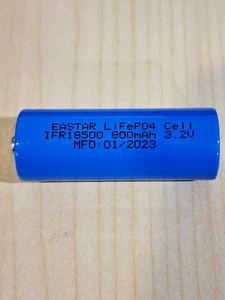 EASTAR LiFePO4 Cell
IFR18500 800mAh 3.2V
MFD:01/2023